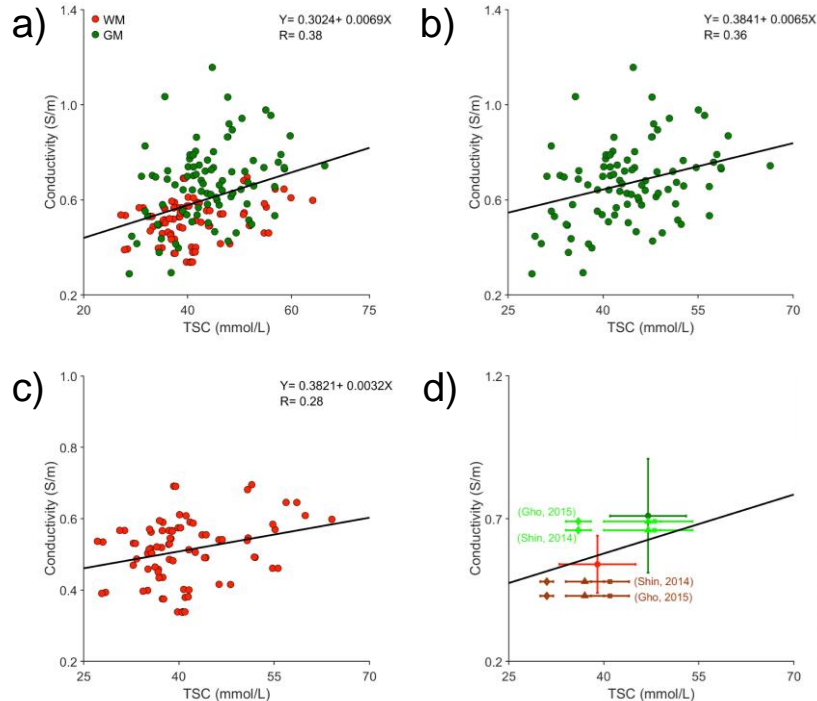 a)
WM
GM
Y= 0.3024+ 0.0069X
R= 0.38
1.4
1.0
0.6
0.2
Conductivity (S/m)
20
40
60
75
TSC (mmol/L)
b)
Y= 0.3841+ 0.0065X
R= 0.36
1.4
1.0
0.6
0.2
Conductivity (S/m)
25
40
55
70
TSC (mmol/L)
c)
Y= 0.3821+ 0.0032X
R= 0.28
1.0
0.8
0.6
0.4
0.2
Conductivity (S/m)
25
40
55
70
TSC (mmol/L)
d)
1.2
0.7
0.2
Conductivity (S/m)
(Gho, 2015)
(Shin, 2014)
(Shin, 2014)
(Gho, 2015)
25
40
55
70
TSC (mmol/L)